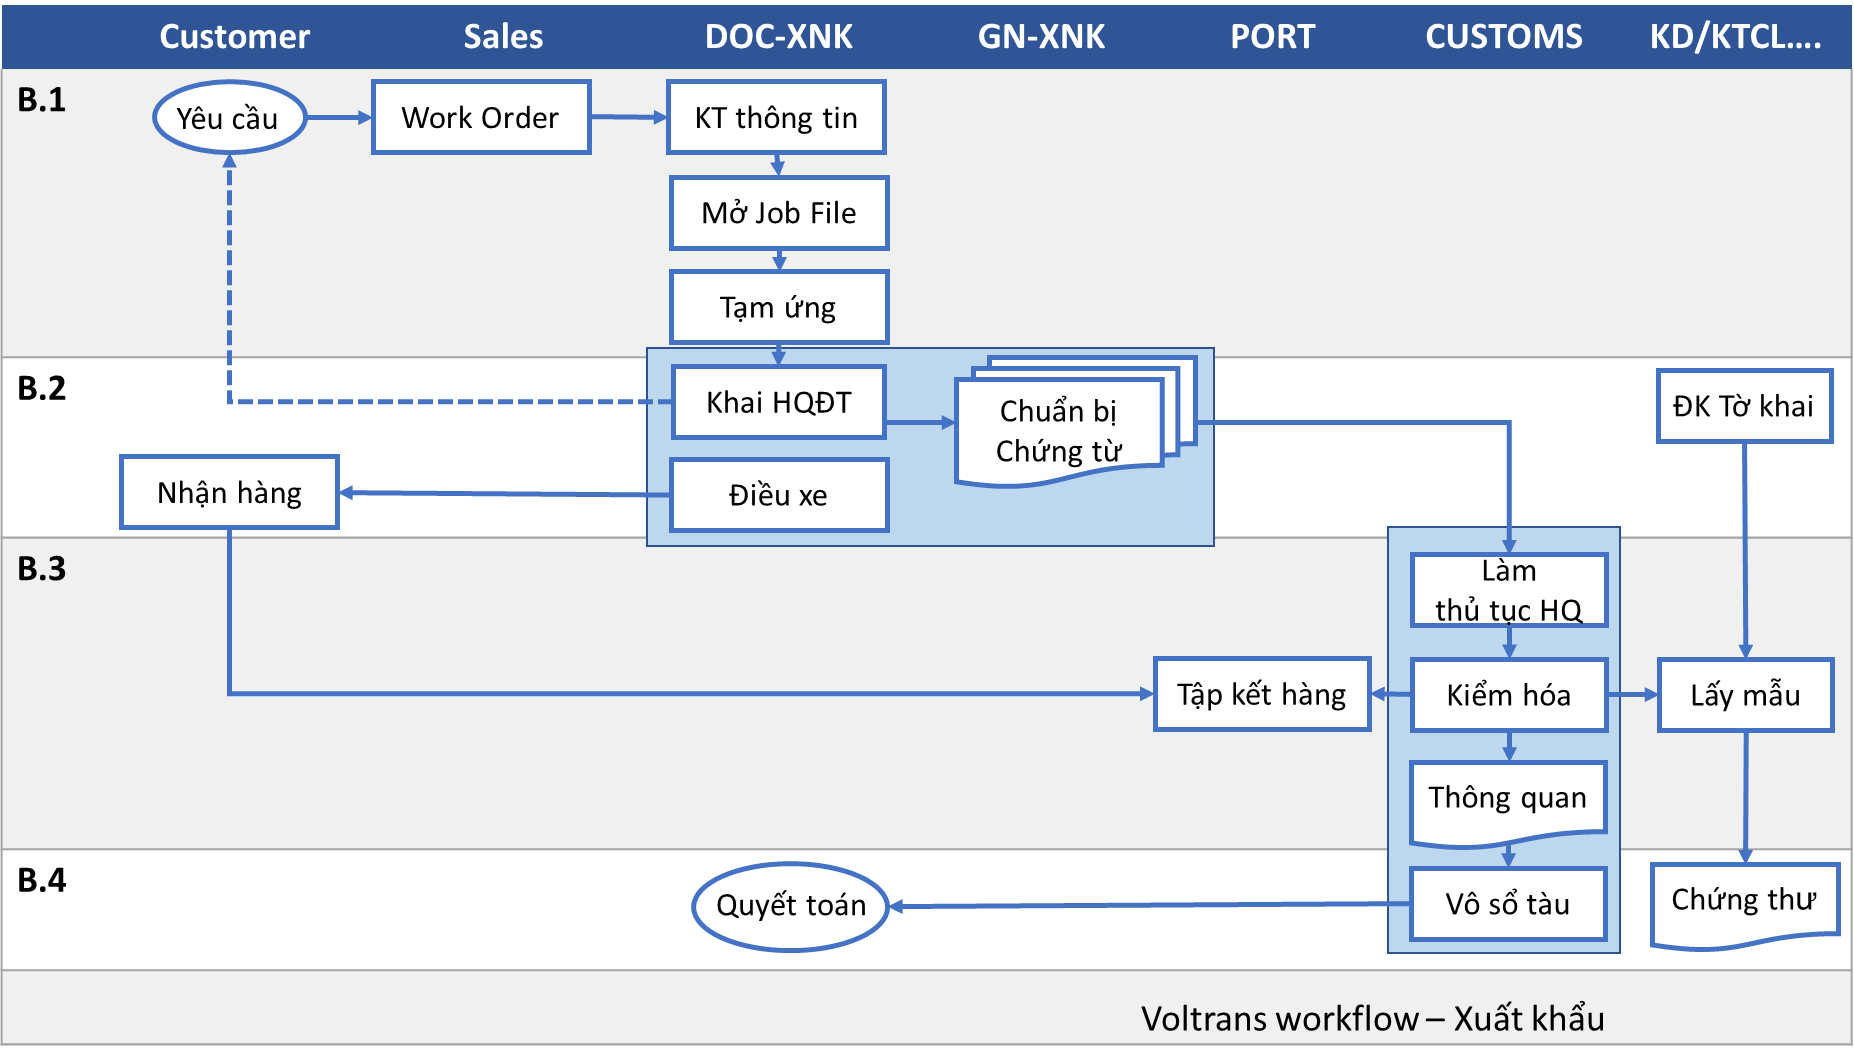 Customer Sales DOC-XNK GN-XNK PORT CUSTOMS KD/KTCL....
B.1
Yêu cầu
Work Order
KT thông tin
Mở Job File
Tạm ứng
B.2
Khai HQĐT
Chuẩn bị
Chứng từ
ĐK Tờ khai
Nhận hàng
Điều xe
B.3
Làm
thủ tục HQ
Tập kết hàng
Kiểm hóa
Lấy mẫu
Thông quan
B.4
Quyết toán
Vô sổ tàu
Chứng thư
Voltrans workflow – Xuất khẩu